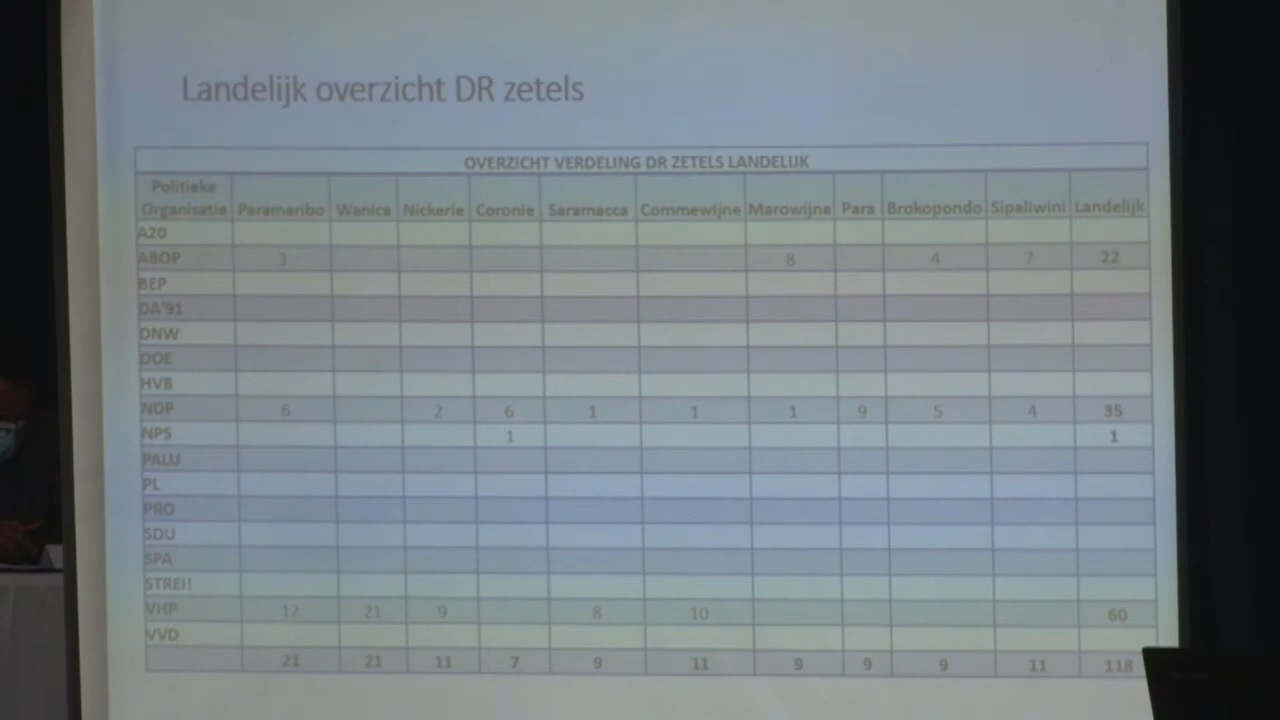 Landelijk overzicht DR zetels
OVERZICHT VERDELING DR ZETELS LANDELIJK
Politieke
Organisatie Paramaribo Wanica Nickerie Coronie Saramacca Commewijne Marowijne Para Brokopondo Sipaliwini Landelijk
A20
ABOP 3 8 4 7 22
BEP
DA'91
DNW
DOE
HVB
NDP 6 2 6 1 1 1 9 5 4 35
NPS 1 1
PALU
PL
PRO
SDU
SPA
STREI!
VHP 12 21 9 8 10 60
VVD
21 21 11 7 9 11 9 9 9 11 118